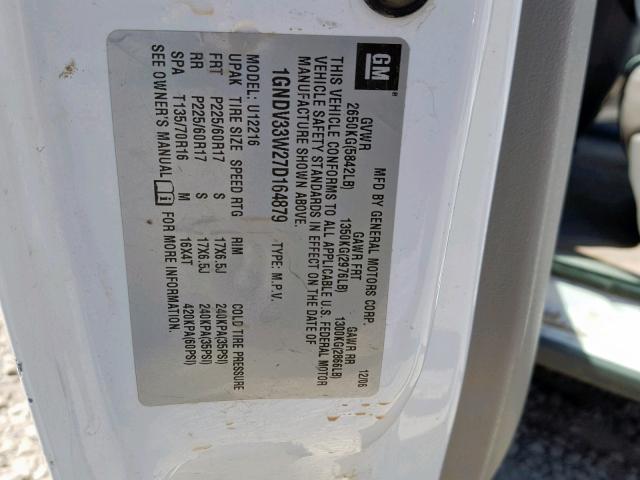 GM
®
MFD BY GENERAL MOTORS CORP. 12/06
GVWR GAWR FRT GAWR RR
2650KG(5842LB) 1350KG(2976LB) 1300KG(2866LB)
THIS VEHICLE CONFORMS TO ALL APPLICABLE U.S. FEDERAL MOTOR
VEHICLE SAFETY STANDARDS IN EFFECT ON THE DATE OF
MANUFACTURE SHOWN ABOVE.
1GNDV33W27D164879 TYPE: M.P.V.
MODEL: U12216
UPAK TIRE SIZE SPEED RTG RIM COLD TIRE PRESSURE
FRT P225/60R17 S 17X6.5J 240KPA(35PSI)
RR P225/60R17 S 17X6.5J 240KPA(35PSI)
SPA T135/70R16 M 16X4T 420KPA(60PSI)
SEE OWNER'S MANUAL FOR MORE INFORMATION.